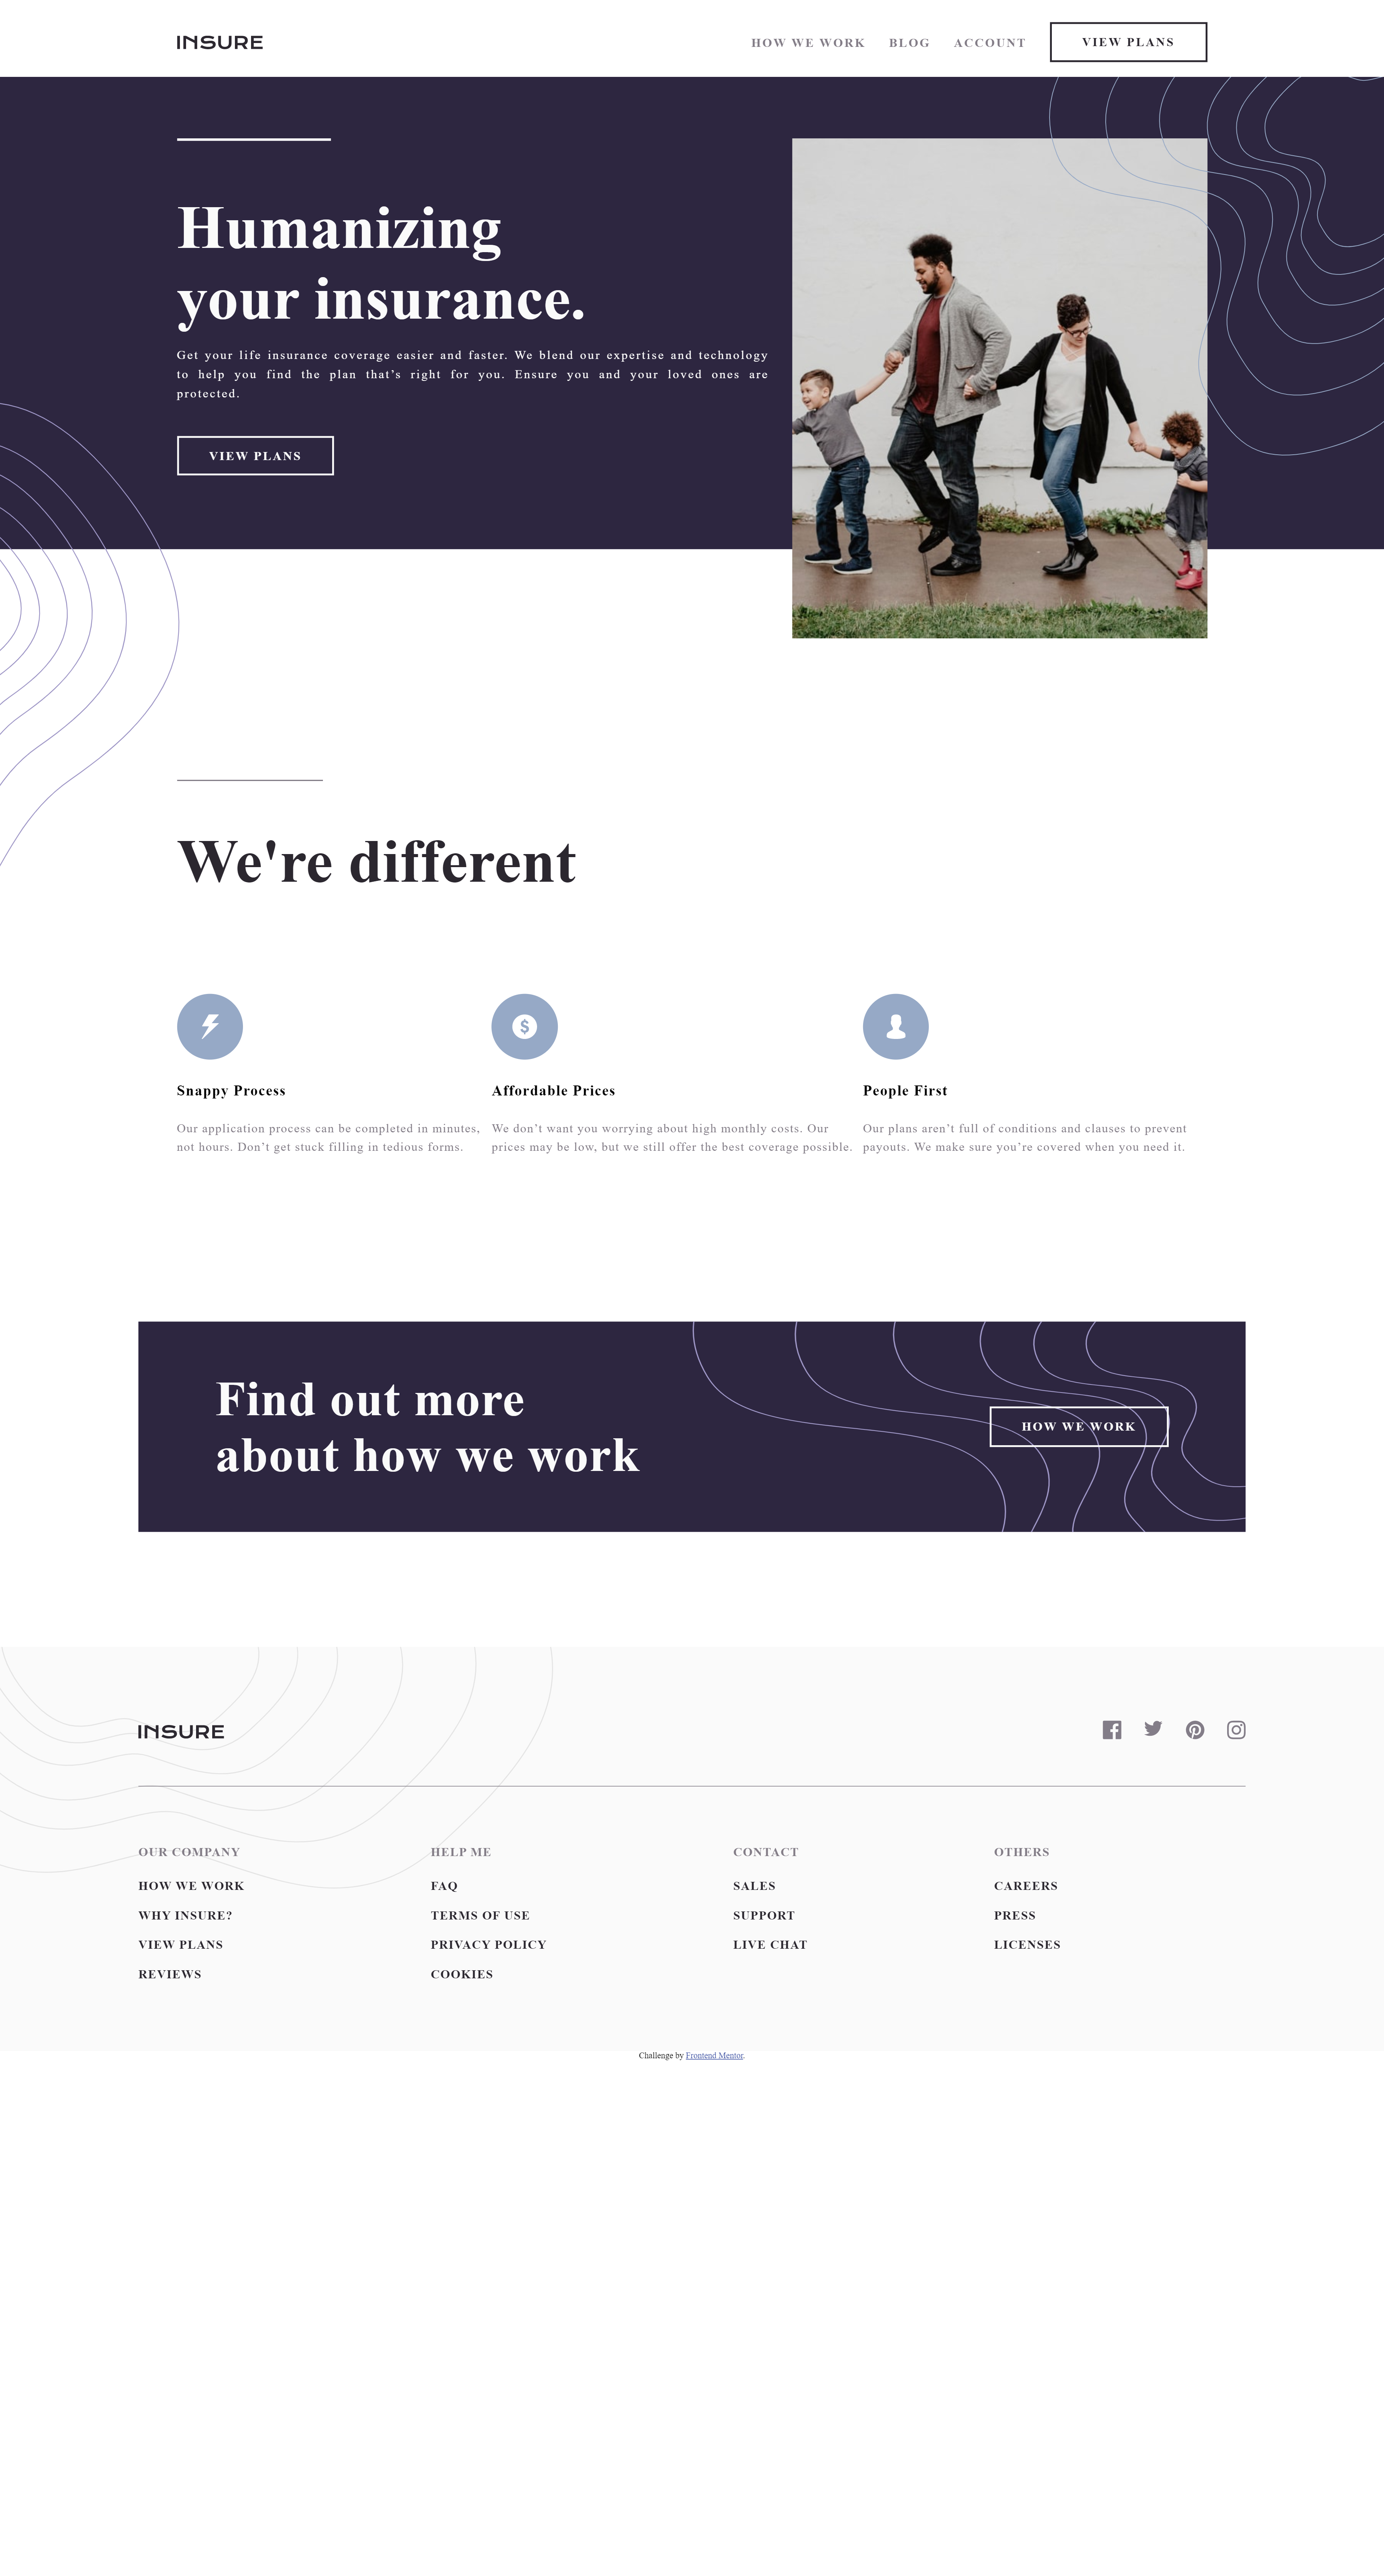 INSURE
HOW WE WORK BLOG ACCOUNT VIEW PLANS
Humanizing
your insurance.
Get your life insurance coverage easier and faster. We blend our expertise and technology
to help you find the plan that’s right for you. Ensure you and your loved ones are
protected.
VIEW PLANS
We're different
Snappy Process
Our application process can be completed in minutes,
not hours. Don’t get stuck filling in tedious forms.
Affordable Prices
We don’t want you worrying about high monthly costs. Our
prices may be low, but we still offer the best coverage possible.
People First
Our plans aren’t full of conditions and clauses to prevent
payouts. We make sure you’re covered when you need it.
Find out more
about how we work
HOW WE WORK
INSURE
OUR COMPANY
HOW WE WORK
WHY INSURE?
VIEW PLANS
REVIEWS
HELP ME
FAQ
TERMS OF USE
PRIVACY POLICY
COOKIES
CONTACT
SALES
SUPPORT
LIVE CHAT
OTHERS
CAREERS
PRESS
LICENSES
Challenge by Frontend Mentor.